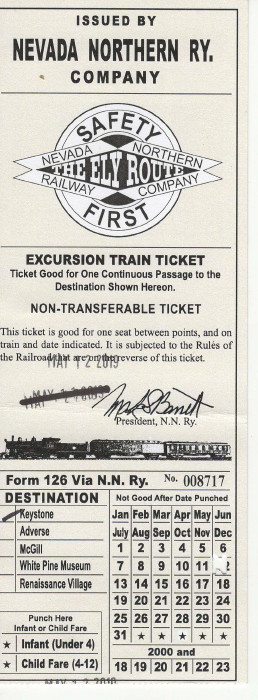 ISSUED BY
NEVADA NORTHERN RY.
COMPANY
SAFETY
NEVADA NORTHERN
THE ELY ROUTE
RAILWAY COMPANY
FIRST
EXCURSION TRAIN TICKET
Ticket Good for One Continuous Passage to the
Destination Shown Hereon.
NON-TRANSFERABLE TICKET
This ticket is good for one seat between points, and on
train and date indicated. It is subjected to the Rules of
the Railroad that are on the reverse of this ticket.
MAY 12 2019
MAY 12 2019
President, N.N. Ry.
Form 126 Via N.N. Ry. No. 008717
DESTINATION
Keystone
Adverse
McGill
White Pine Museum
Renaissance Village
Punch Here
Infant or Child Fare
★ Infant (Under 4)
★ Child Fare (4-12)
Not Good After Date Punched
Jan Feb Mar Apr May Jun
July Aug Sep Oct Nov Dec
1 2 3 4 5 6
7 8 9 10 11
13 14 15 16 17 18
19 20 21 22 23 24
25 26 27 28 29 30
31 ★ ★ ★ ★ ★
2000 and
18 19 20 21 22 23